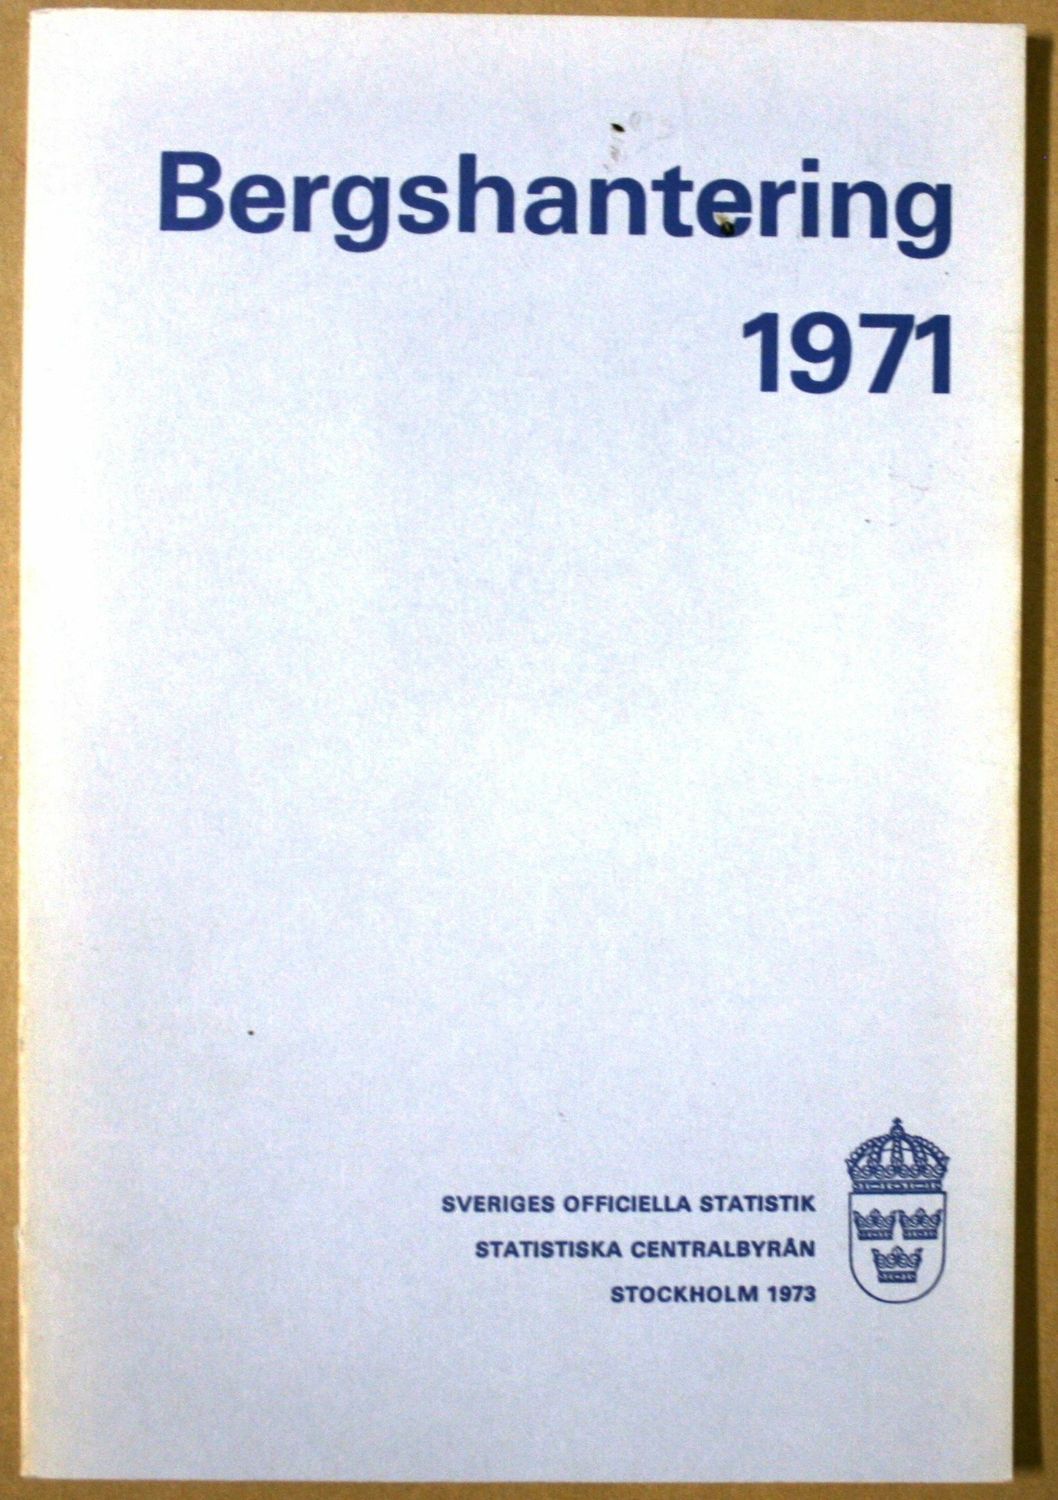 Bergshantering
1971
SVERIGES OFFICIELLA STATISTIK
STATISTISKA CENTRALBYRÅN
STOCKHOLM 1973